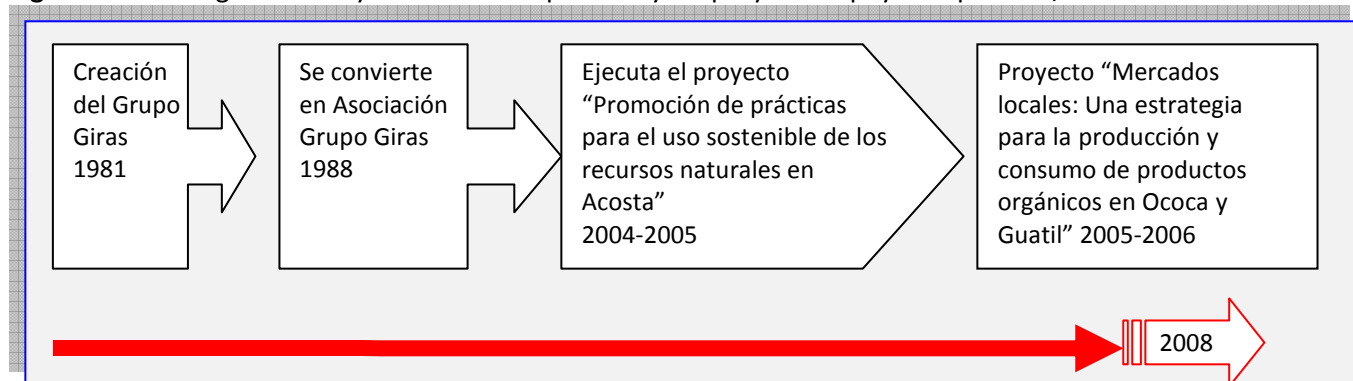 Creación
del Grupo
Giras
1981
Se convierte
en Asociación
Grupo Giras
1988
Ejecuta el proyecto
“Promoción de prácticas
para el uso sostenible de los
recursos naturales en
Acosta”
2004-2005
Proyecto “Mercados
locales: Una estrategia
para la producción y
consumo de productos
orgánicos en Ococa y
Guatil” 2005-2006
2008